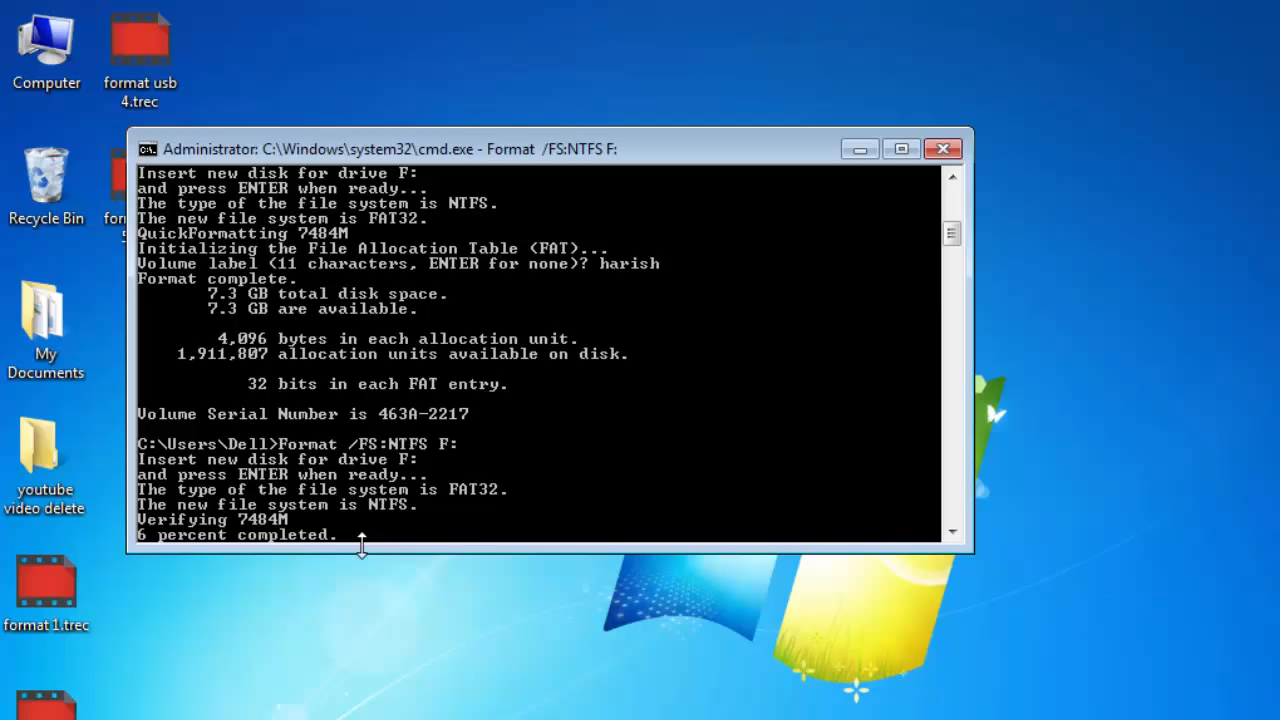 Computer
format usb
4.trec
Recycle Bin
My
Documents
youtube
video delete
format 1.trec
Administrator: C:\Windows\system32\cmd.exe - Format /FS:NTFS F:
Insert new disk for drive F:
and press ENTER when ready...
The type of the file system is NTFS.
The new file system is FAT32.
QuickFormatting 7484M
Initializing the File Allocation Table (FAT)...
Volume label (11 characters, ENTER for none)? harish
Format complete.
7.3 GB total disk space.
7.3 GB are available.
4,096 bytes in each allocation unit.
1,911,807 allocation units available on disk.
32 bits in each FAT entry.
Volume Serial Number is 463A-2217
C:\Users\Dell>Format /FS:NTFS F:
Insert new disk for drive F:
and press ENTER when ready...
The type of the file system is FAT32.
The new file system is NTFS.
Verifying 7484M
6 percent completed.